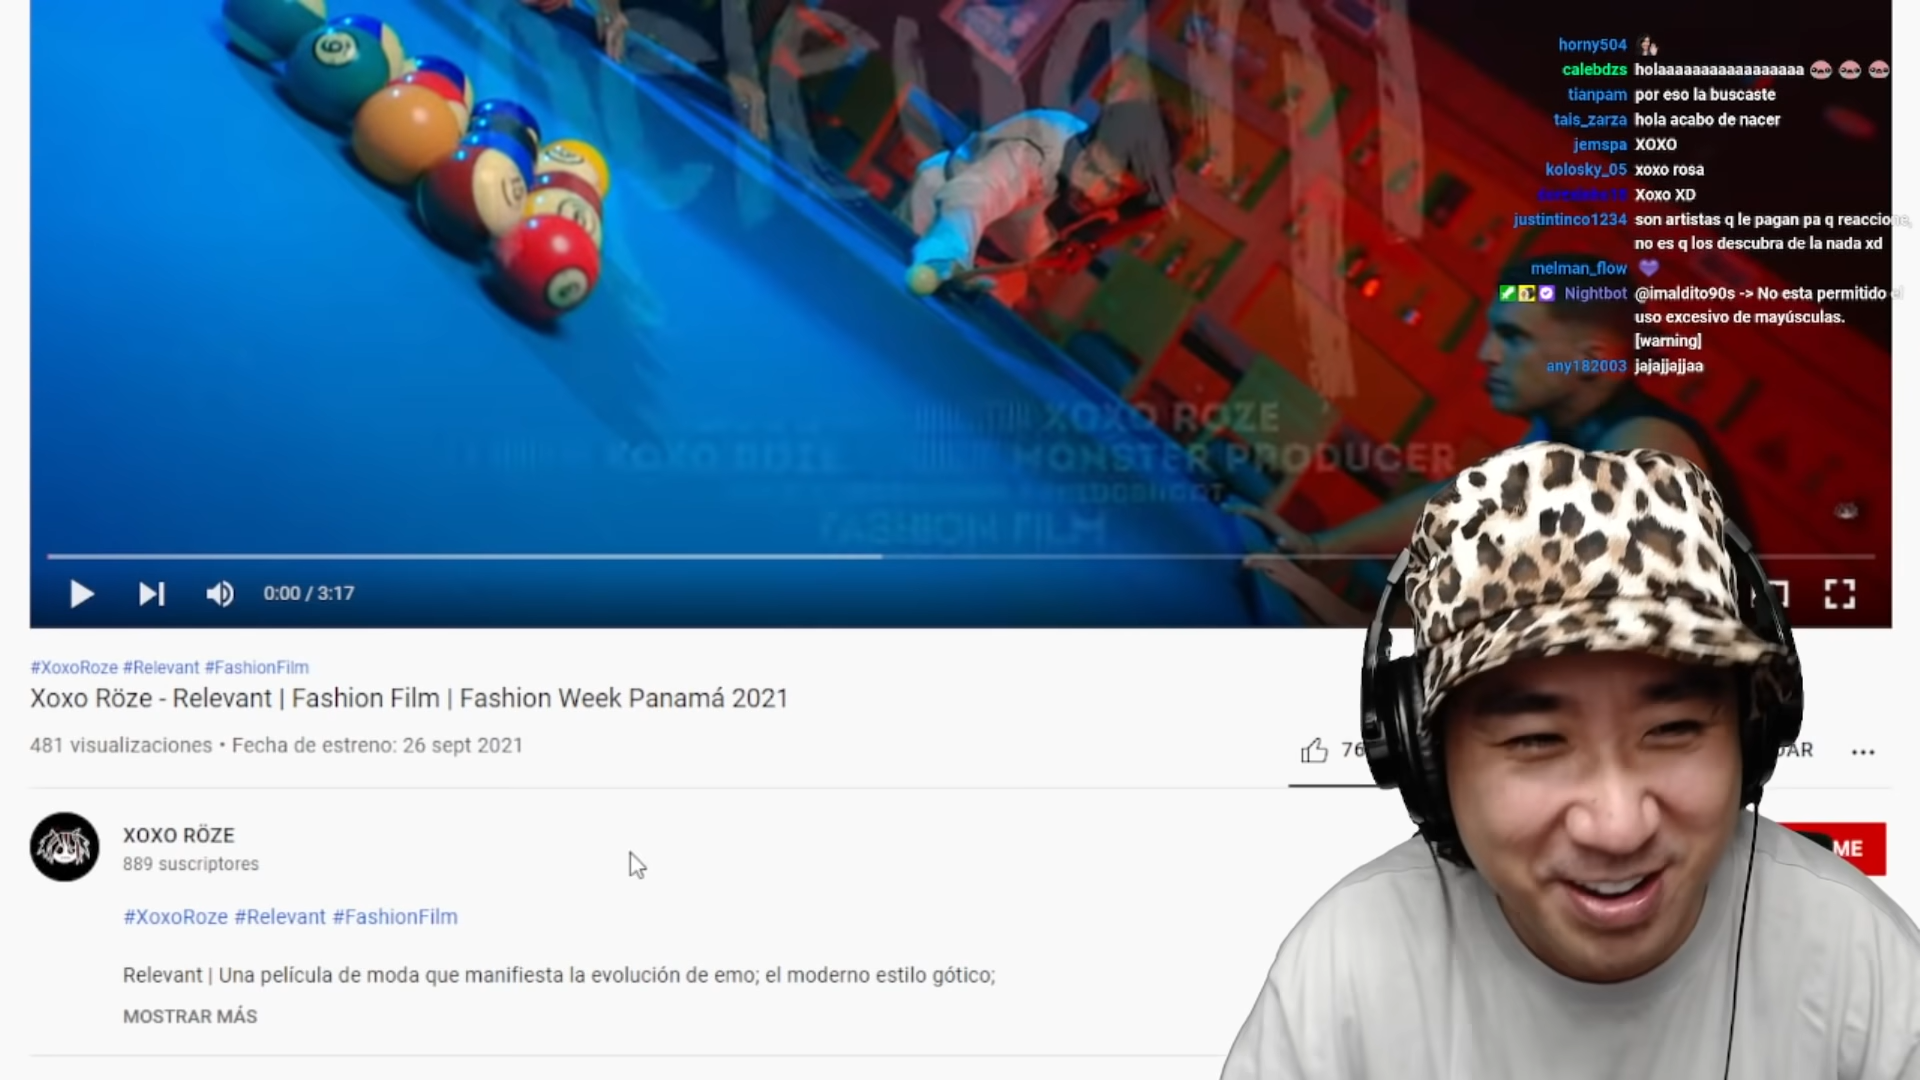 horny504
calebdzs holaaaaaaaaaaaaaaaaa
tianpam por eso la buscaste
tais_zarza hola acabo de nacer
jemspa XOXO
kolosky_05 xoxo rosa
Xoxo XD
justintinco1234 son artistas q le pagan pa q reaccione,
no es q los descubra de la nada xd
melman_flow
Nightbot @imaldito90s -> No esta permitido el
uso excesivo de mayúsculas.
[warning]
any182003 jajajjajjaa
XOXO ROZE
XOXO ROZE MONSTER PRODUCER
FASHION FILM
0:00 / 3:17
#XoxoRoze #Relevant #FashionFilm
Xoxo Röze - Relevant | Fashion Film | Fashion Week Panamá 2021
481 visualizaciones • Fecha de estreno: 26 sept 2021
76
XOXO RÖZE
889 suscriptores
#XoxoRoze #Relevant #FashionFilm
Relevant | Una película de moda que manifiesta la evolución de emo; el moderno estilo gótico;
MOSTRAR MÁS